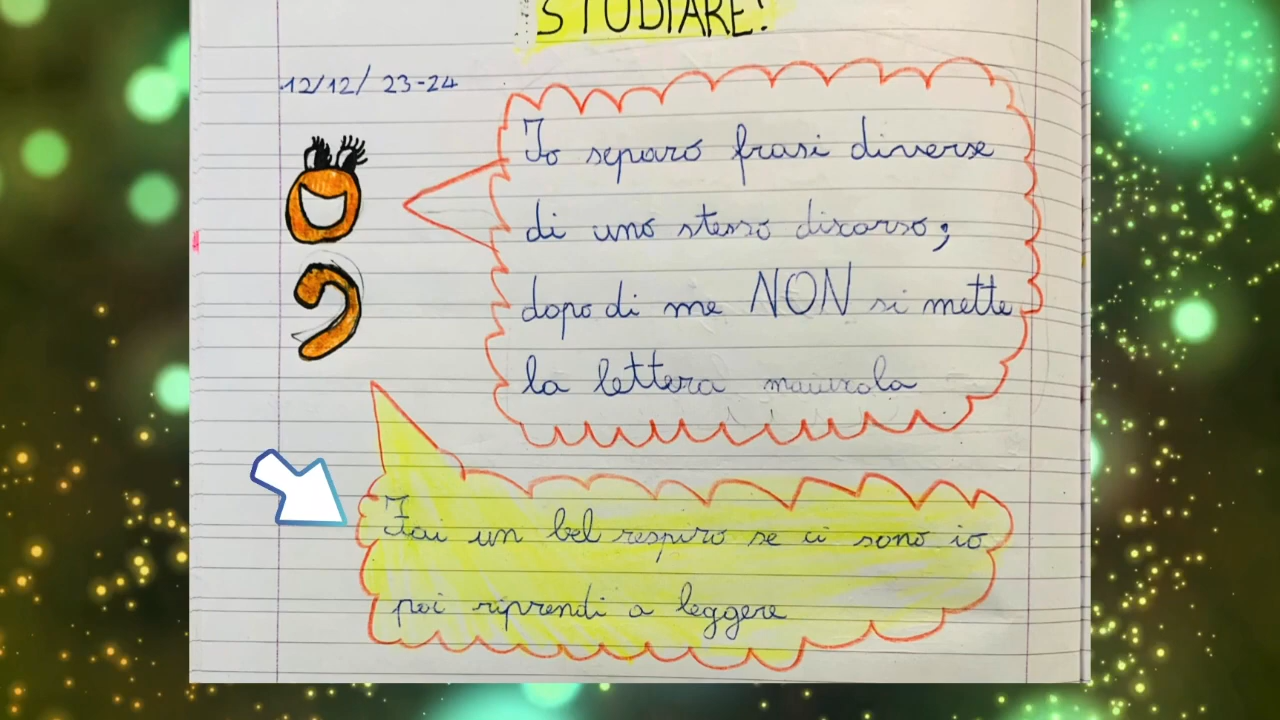 STUDIARE!
12/12/ 23-24
Io separo frasi diverse
di uno stesso discorso;
dopo di me NON si mette
la lettera maiuscola
Fai un bel respiro se ci sono io
poi riprendi a leggere